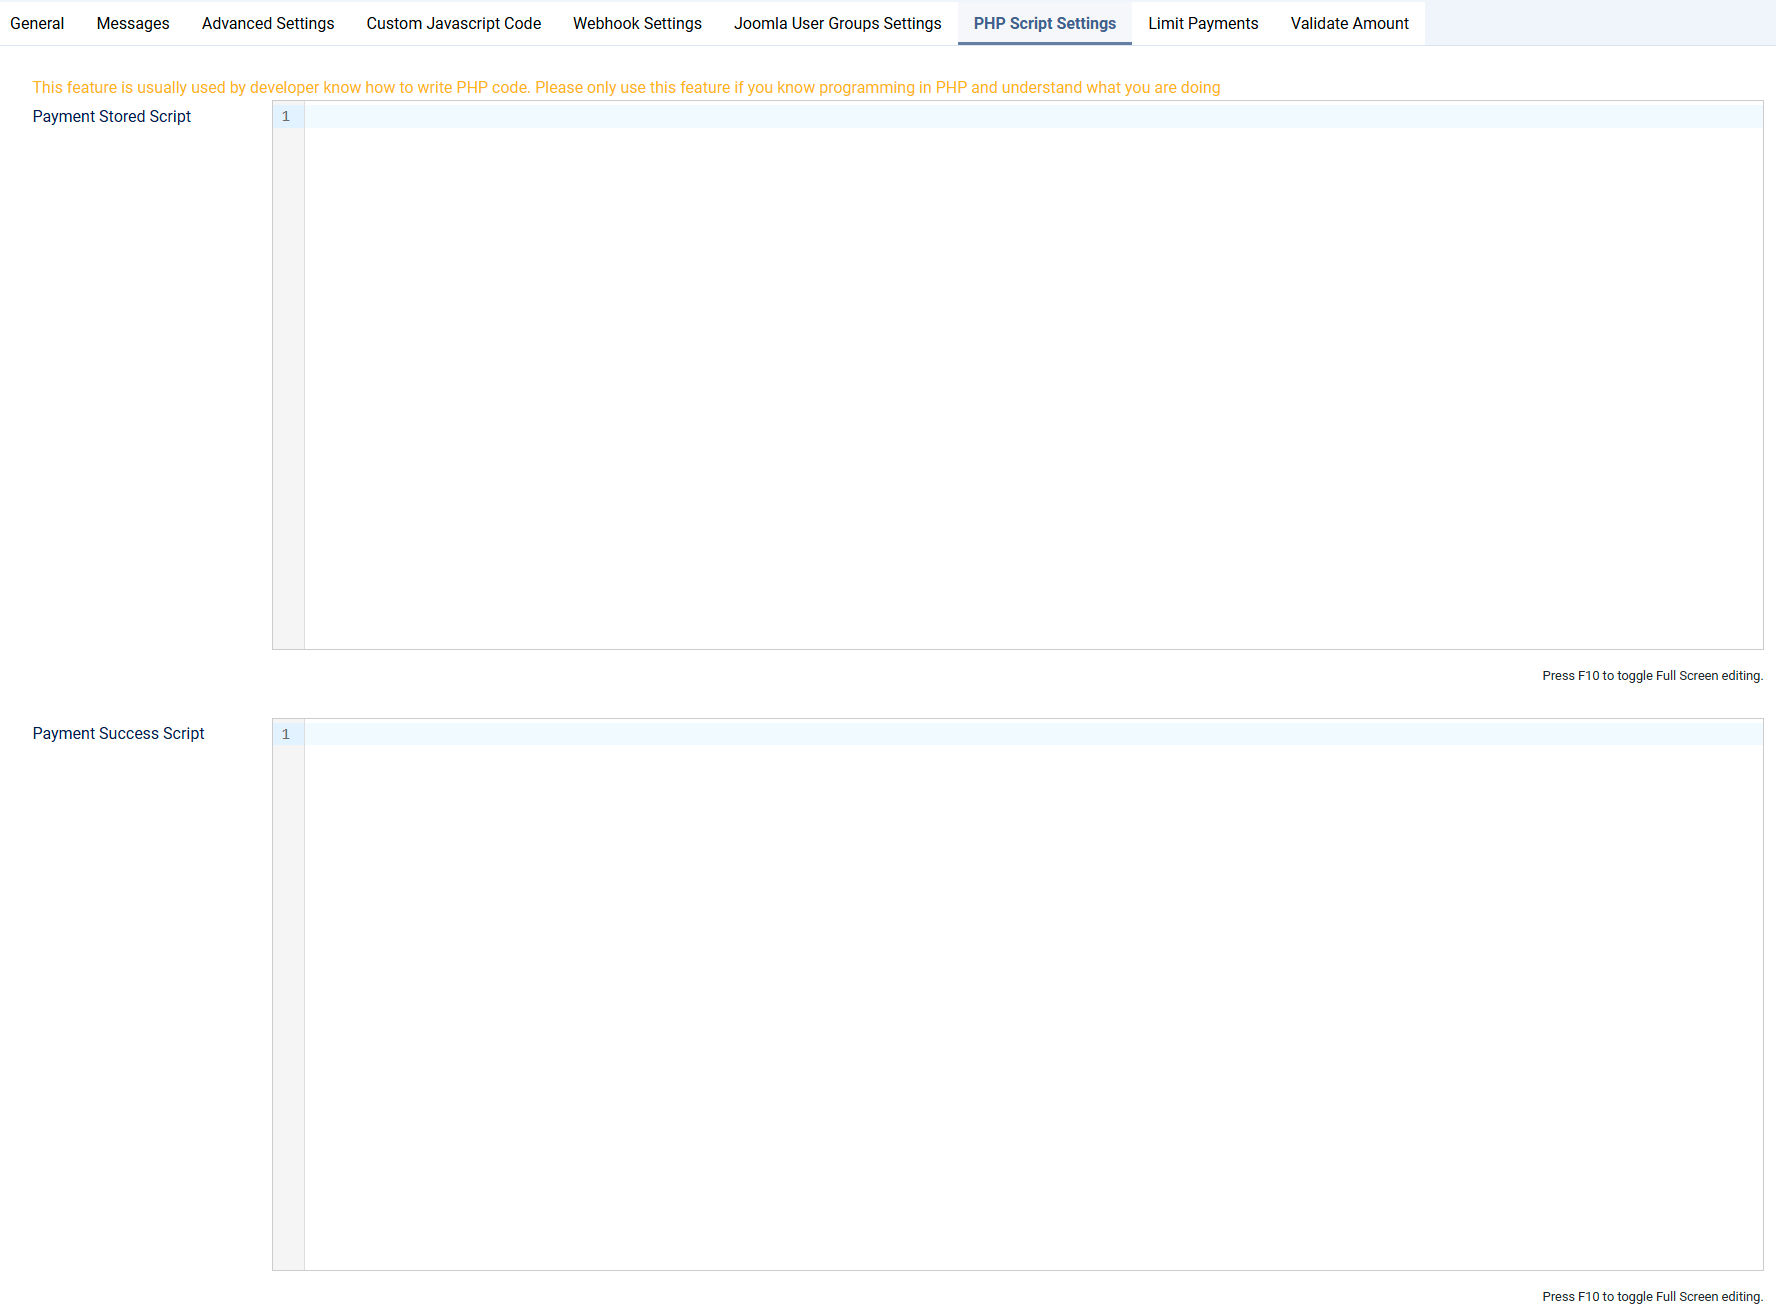 General Messages Advanced Settings Custom Javascript Code Webhook Settings Joomla User Groups Settings PHP Script Settings Limit Payments Validate Amount
This feature is usually used by developer know how to write PHP code. Please only use this feature if you know programming in PHP and understand what you are doing
Payment Stored Script
1
Press F10 to toggle Full Screen editing.
Payment Success Script
1
Press F10 to toggle Full Screen editing.